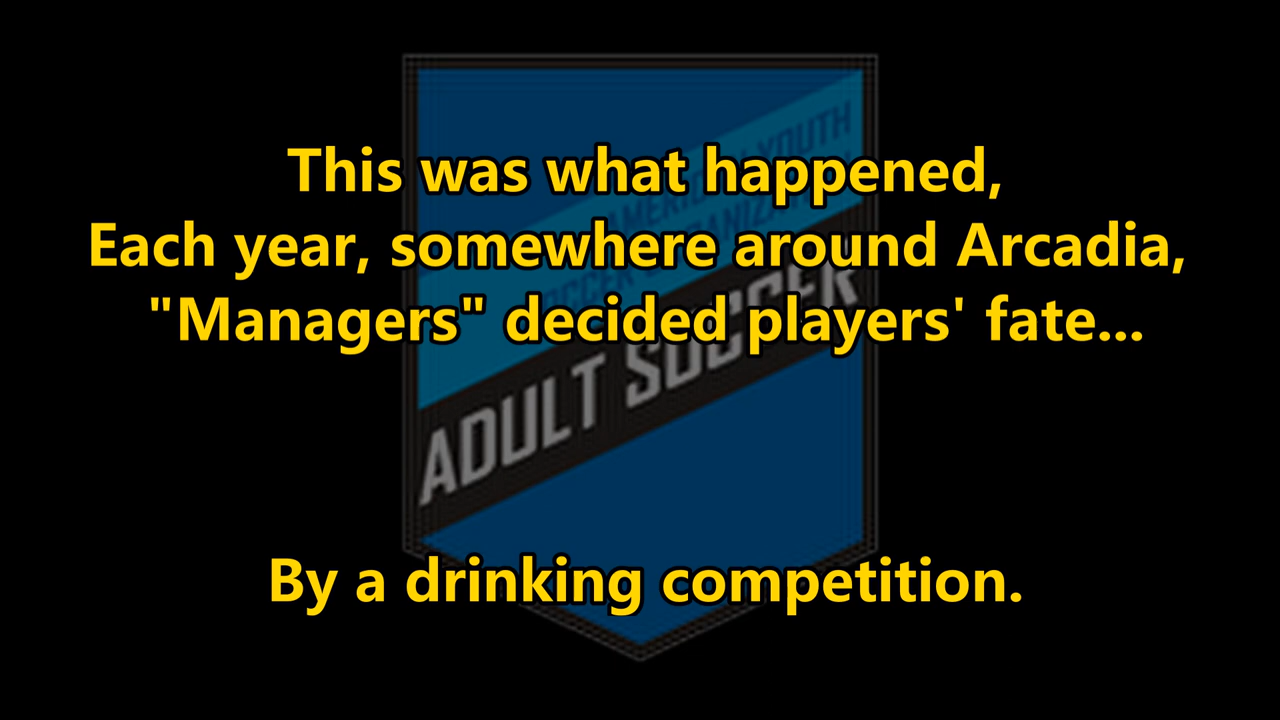 This was what happened,
Each year, somewhere around Arcadia,
"Managers" decided players' fate...
ADULT SOCCER
By a drinking competition.